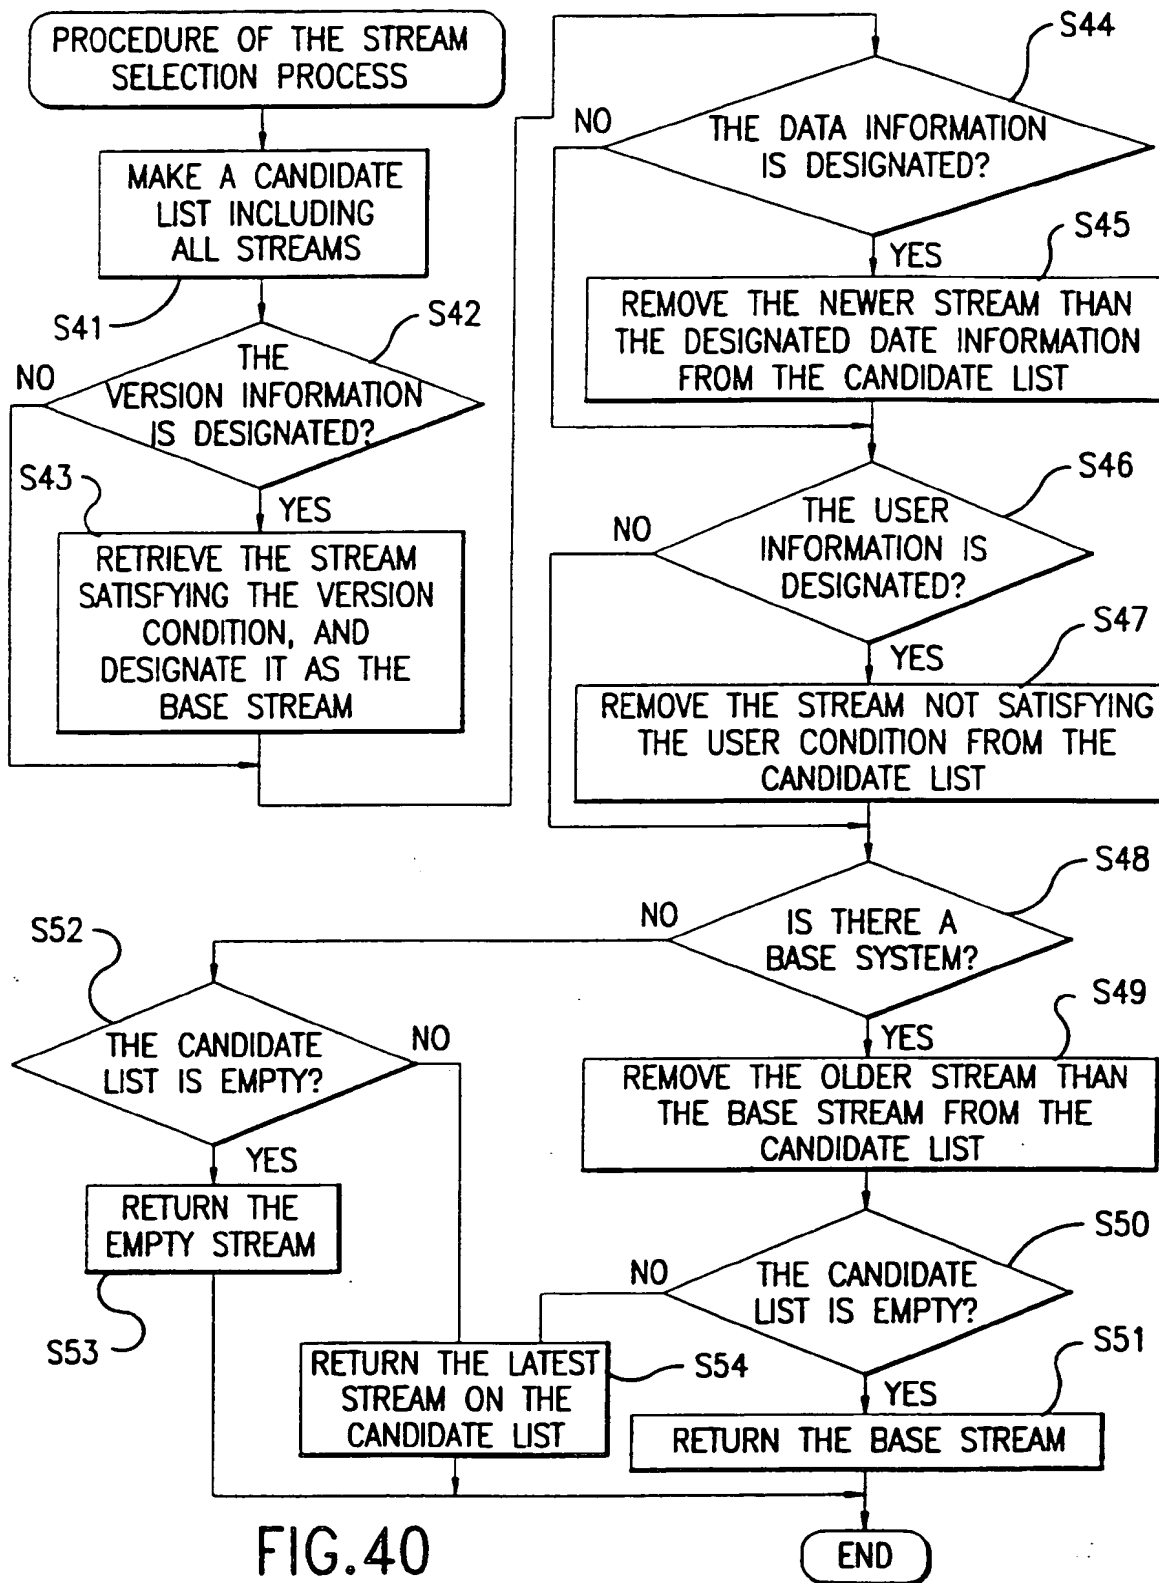 PROCEDURE OF THE STREAM
SELECTION PROCESS
MAKE A CANDIDATE
LIST INCLUDING
ALL STREAMS
S41
S42
THE
VERSION INFORMATION
IS DESIGNATED?
NO
S43
YES
RETRIEVE THE STREAM
SATISFYING THE VERSION
CONDITION, AND
DESIGNATE IT AS THE
BASE STREAM
S44
NO
THE DATA INFORMATION
IS DESIGNATED?
S45
YES
REMOVE THE NEWER STREAM THAN
THE DESIGNATED DATE INFORMATION
FROM THE CANDIDATE LIST
S46
NO
THE USER
INFORMATION IS
DESIGNATED?
S47
YES
REMOVE THE STREAM NOT SATISFYING
THE USER CONDITION FROM THE
CANDIDATE LIST
S48
NO
IS THERE A
BASE SYSTEM?
S49
YES
REMOVE THE OLDER STREAM THAN
THE BASE STREAM FROM THE
CANDIDATE LIST
S50
NO
THE CANDIDATE
LIST IS EMPTY?
S51
YES
RETURN THE BASE STREAM
S52
THE CANDIDATE
LIST IS EMPTY?
NO
YES
RETURN THE
EMPTY STREAM
S53
RETURN THE LATEST
STREAM ON THE
CANDIDATE LIST
S54
END
FIG.40